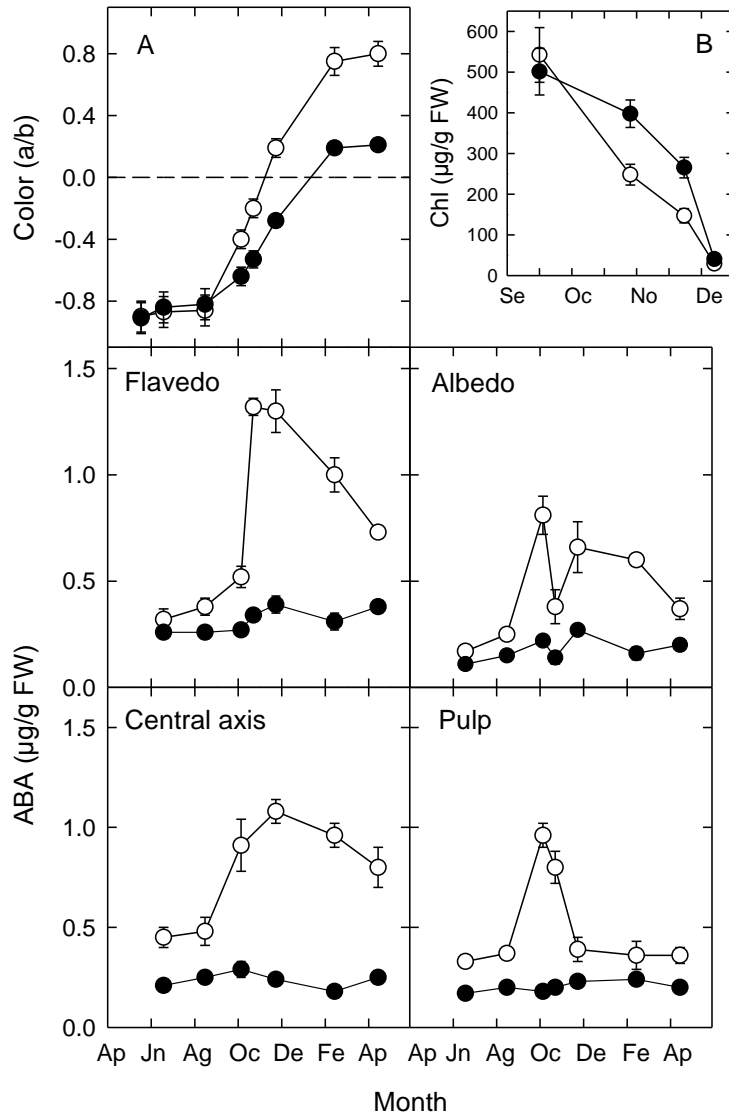 A
0.8
0.4
0.0
-0.4
-0.8
Color (a/b)
B
600
500
400
300
200
100
0
Chl (µg/g FW)
Se Oc No De
Flavedo
1.5
1.0
0.5
0.0
Albedo
Central axis
1.5
1.0
0.5
0.0
Pulp
ABA (µg/g FW)
Ap Jn Ag Oc De Fe Ap Ap Jn Ag Oc De Fe Ap
Month